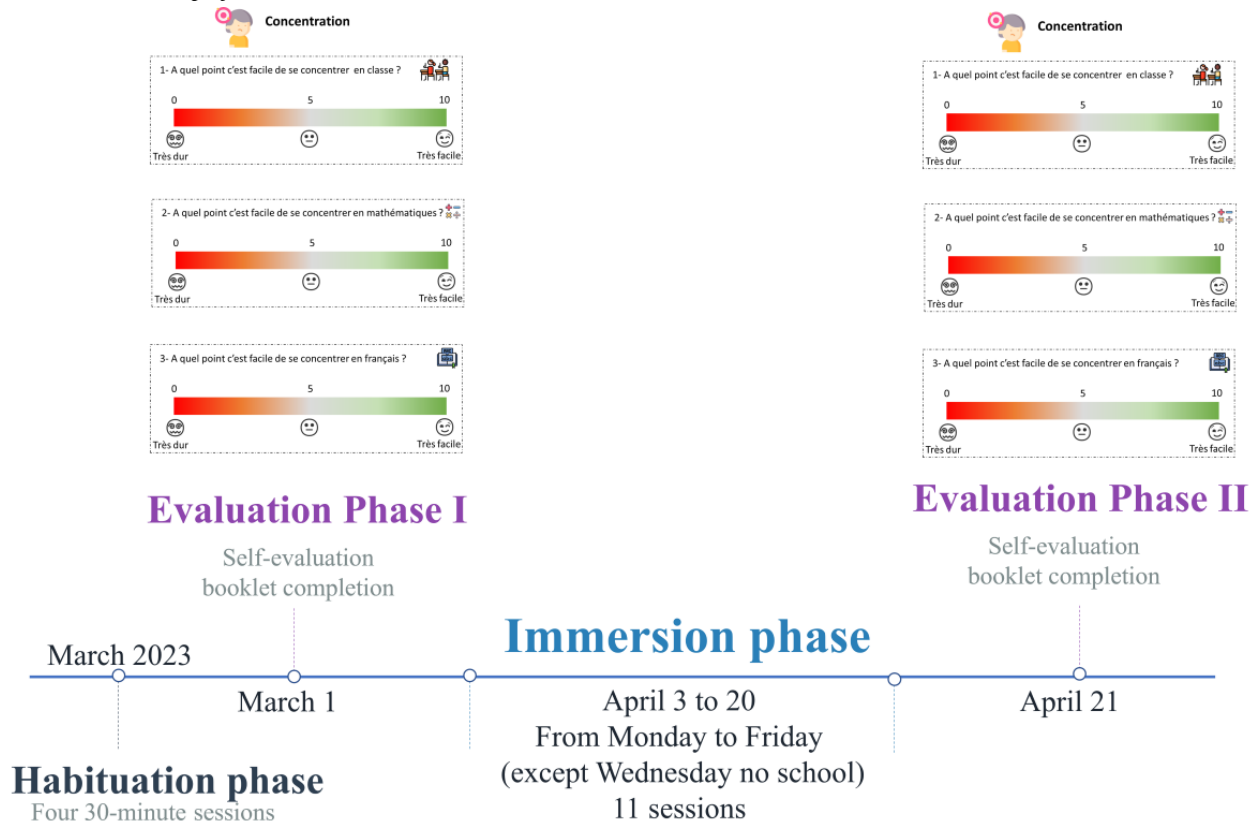 Concentration
1- A quel point c'est facile de se concentrer en classe ?
0 5 10
Très dur Très facile
2- A quel point c'est facile de se concentrer en mathématiques ?
0 5 10
Très dur Très facile
3- A quel point c'est facile de se concentrer en français ?
0 5 10
Très dur Très facile
Evaluation Phase I
Self-evaluation
booklet completion
Concentration
1- A quel point c'est facile de se concentrer en classe ?
0 5 10
Très dur Très facile
2- A quel point c'est facile de se concentrer en mathématiques ?
0 5 10
Très dur Très facile
3- A quel point c'est facile de se concentrer en français ?
0 5 10
Très dur Très facile
Evaluation Phase II
Self-evaluation
booklet completion
Immersion phase
March 2023
March 1
April 3 to 20
From Monday to Friday
(except Wednesday no school)
11 sessions
April 21
Habituation phase
Four 30-minute sessions